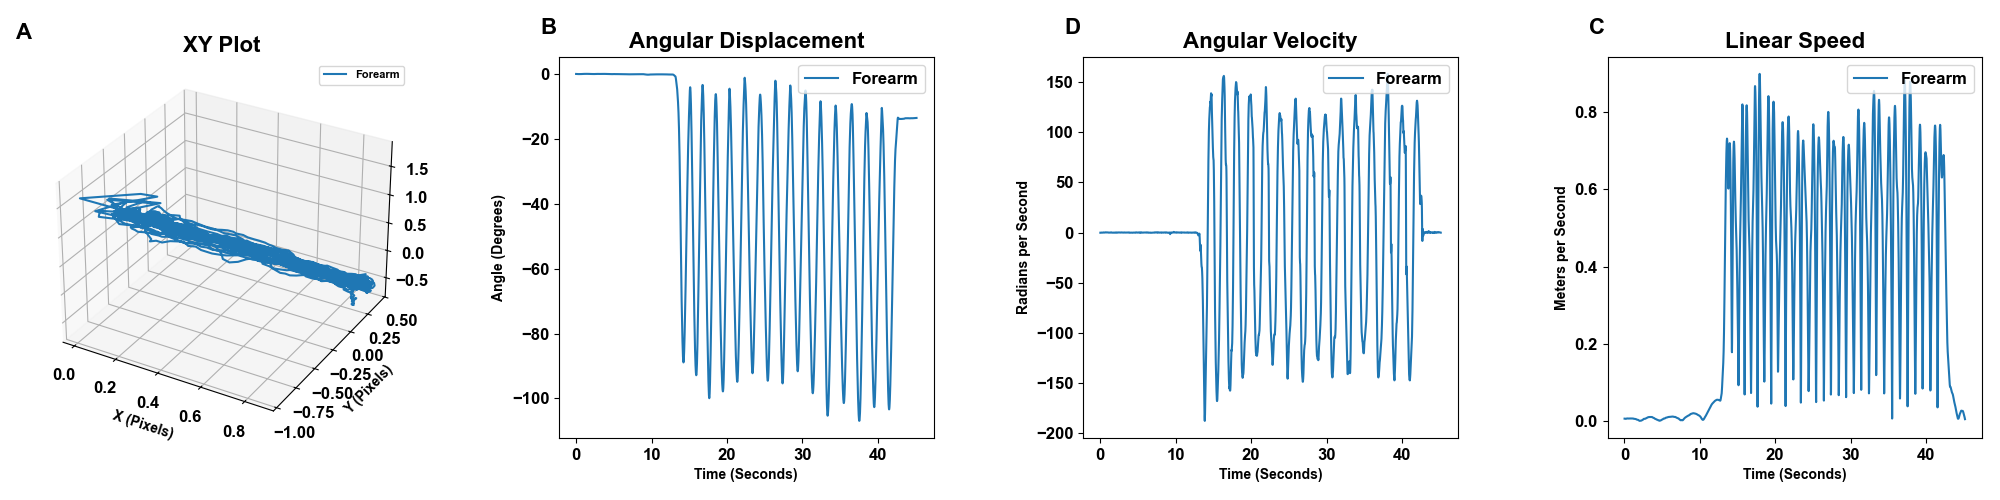 A
XY Plot
Forearm
1.5
1.0
0.5
0.0
−0.5
0.50
0.25
0.00
−0.25
−0.50
−0.75
−1.00
Y (Pixels)
0.0
0.2
0.4
0.6
0.8
X (Pixels)
B
Angular Displacement
Forearm
0
−20
−40
−60
−80
−100
Angle (Degrees)
0 10 20 30 40
Time (Seconds)
D
Angular Velocity
Forearm
150
100
50
0
−50
−100
−150
−200
Radians per Second
0 10 20 30 40
Time (Seconds)
C
Linear Speed
Forearm
0.8
0.6
0.4
0.2
0.0
Meters per Second
0 10 20 30 40
Time (Seconds)